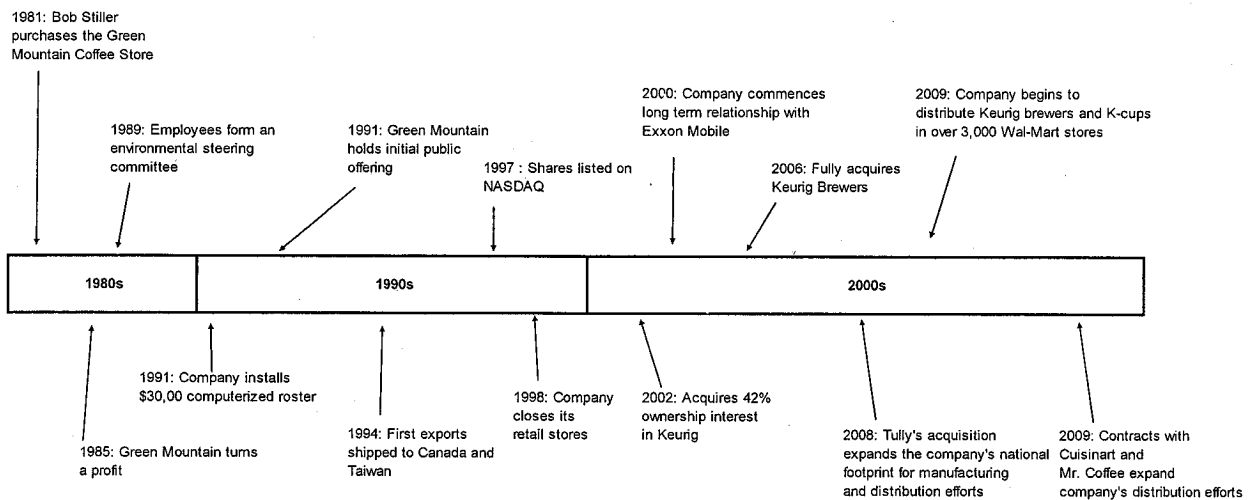 1981: Bob Stiller
purchases the Green
Mountain Coffee Store
1989: Employees form an
environmental steering
committee
1991: Green Mountain
holds initial public
offering
1997 : Shares listed on
NASDAQ
2000: Company commences
long term relationship with
Exxon Mobile
2006: Fully acquires
Keurig Brewers
2009: Company begins to
distribute Keurig brewers and K-cups
in over 3,000 Wal-Mart stores
1980s
1990s
2000s
1985: Green Mountain turns
a profit
1991: Company installs
$30,00 computerized roster
1994: First exports
shipped to Canada and
Taiwan
1998: Company
closes its
retail stores
2002: Acquires 42%
ownership interest
in Keurig
2008: Tully's acquisition
expands the company's national
footprint for manufacturing
and distribution efforts
2009: Contracts with
Cuisinart and
Mr. Coffee expand
company's distribution efforts